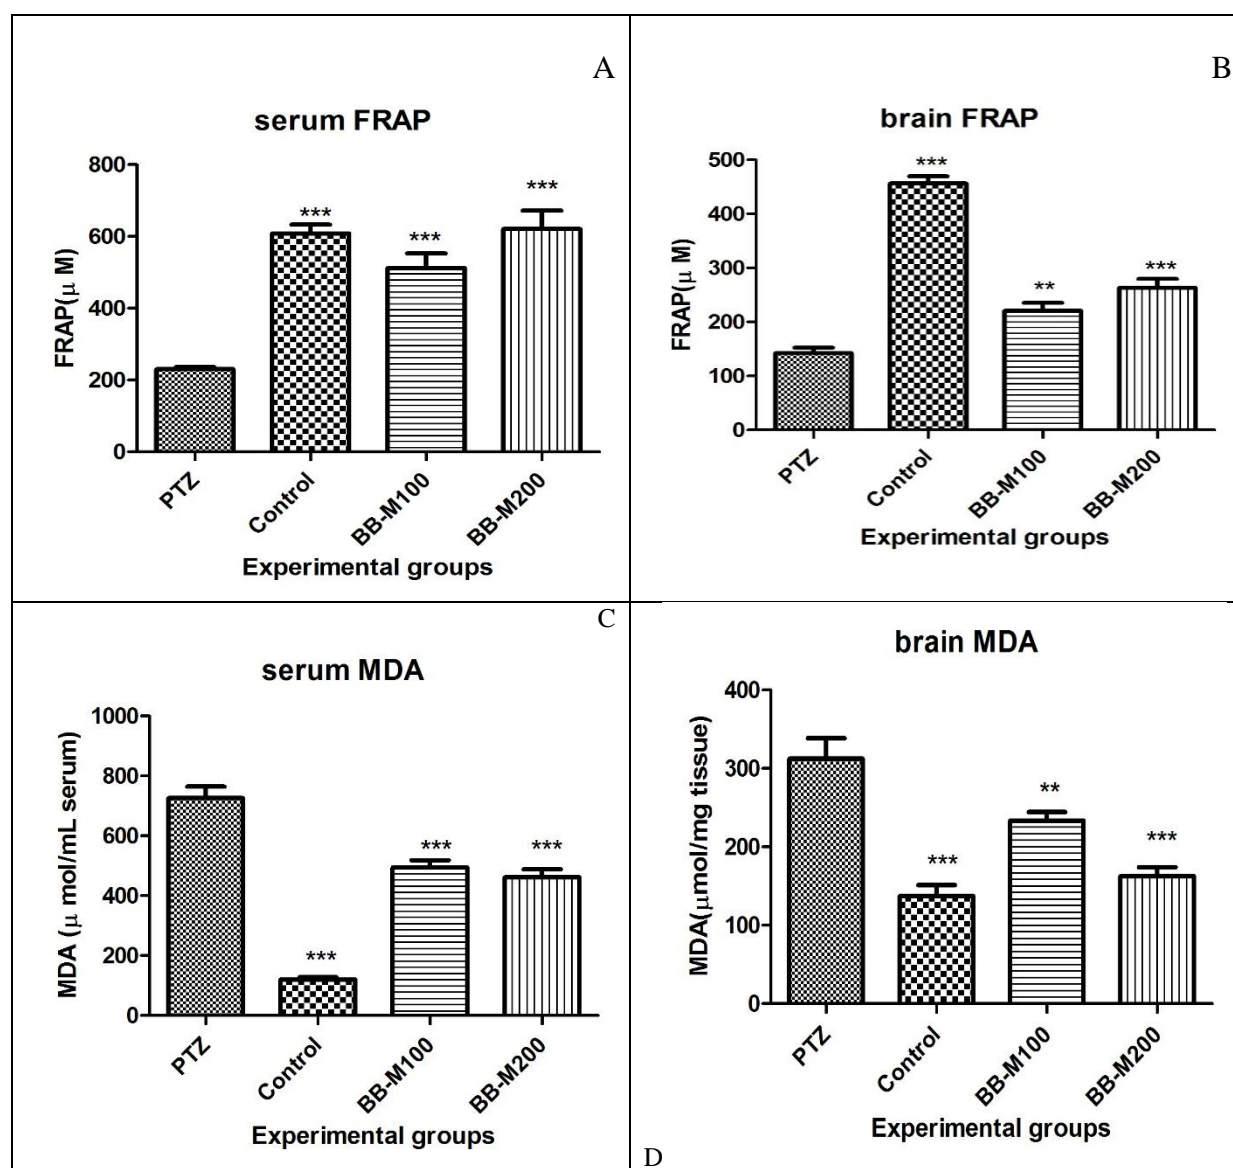 A
serum FRAP
FRAP(μ M)
800
600
400
200
0
***
***
***
PTZ
Control
BB-M100
BB-M200
Experimental groups
B
brain FRAP
FRAP(μ M)
500
400
300
200
100
0
***
**
***
PTZ
Control
BB-M100
BB-M200
Experimental groups
C
serum MDA
MDA (μ mol/mL serum)
1000
800
600
400
200
0
***
***
***
PTZ
Control
BB-M100
BB-M200
Experimental groups
brain MDA
MDA(μmol/mg tissue)
400
300
200
100
0
***
**
***
PTZ
Control
BB-M100
BB-M200
Experimental groups
D